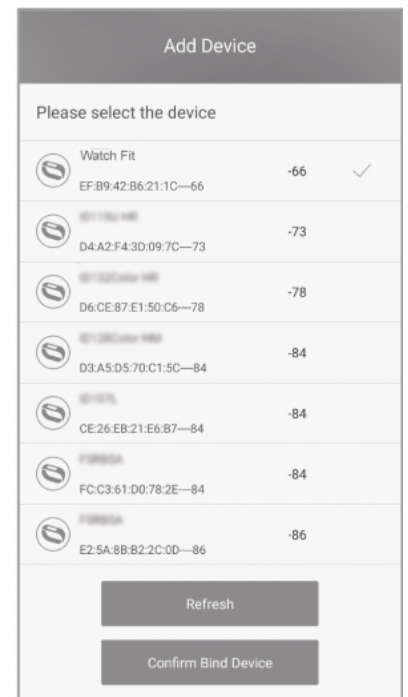 Add Device
Please select the device
Watch Fit
-66
EF:B9:42:B6:21:1C—66
-73
D4:A2:F4:3D:09:7C—73
-78
D6:CE:87:E1:50:C6—78
-84
D3:A5:D5:70:C1:5C—84
-84
CE:26:EB:21:E6:B7—84
-84
FC:C3:61:D0:78:2E—84
-86
E2:5A:8B:B2:2C:0D—86
Refresh
Confirm Bind Device